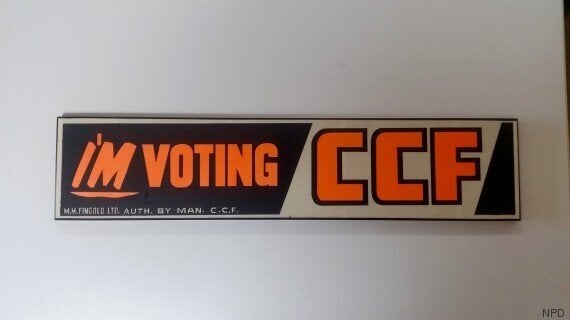 I'M VOTING CCF
M.M.FINGOLD LTD. AUTH. BY MAN. C.C.F.
NPD